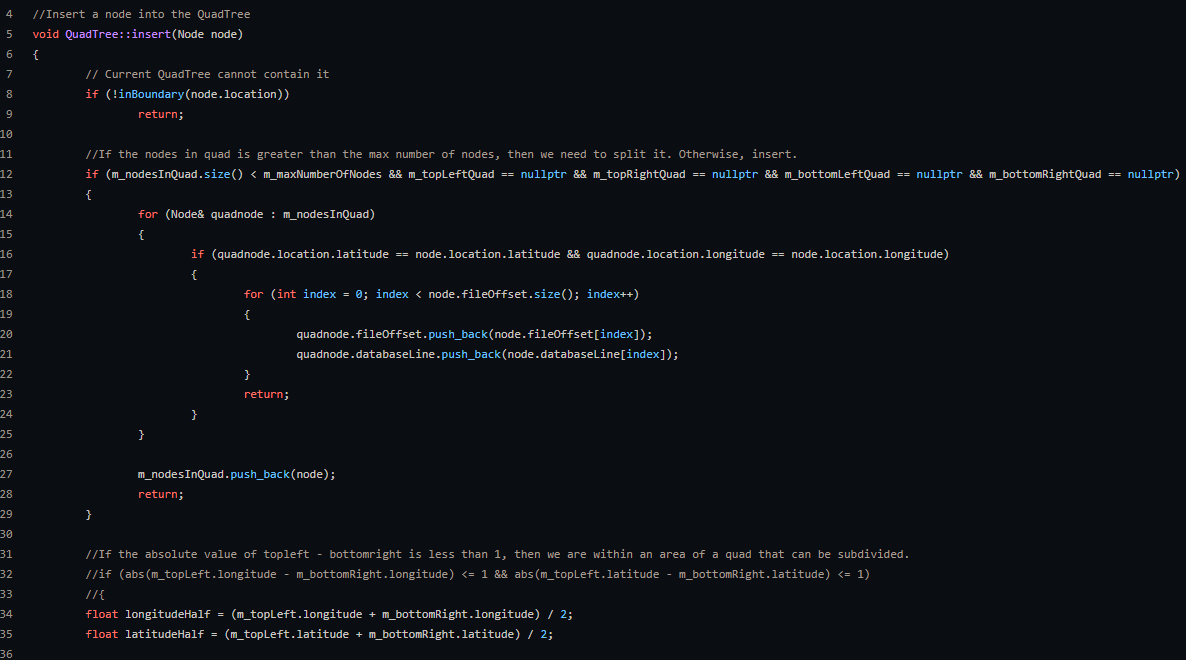 4 //Insert a node into the QuadTree
5 void QuadTree::insert(Node node)
6 {
7 // Current QuadTree cannot contain it
8 if (!inBoundary(node.location))
9 return;
10
11 //If the nodes in quad is greater than the max number of nodes, then we need to split it. Otherwise, insert.
12 if (m_nodesInQuad.size() < m_maxNumberOfNodes && m_topLeftQuad == nullptr && m_topRightQuad == nullptr && m_bottomLeftQuad == nullptr && m_bottomRightQuad == nullptr)
13 {
14 for (Node& quadnode : m_nodesInQuad)
15 {
16 if (quadnode.location.latitude == node.location.latitude && quadnode.location.longitude == node.location.longitude)
17 {
18 for (int index = 0; index < node.fileOffset.size(); index++)
19 {
20 quadnode.fileOffset.push_back(node.fileOffset[index]);
21 quadnode.databaseLine.push_back(node.databaseLine[index]);
22 }
23 return;
24 }
25 }
26
27 m_nodesInQuad.push_back(node);
28 return;
29 }
30
31 //If the absolute value of topleft - bottomright is less than 1, then we are within an area of a quad that can be subdivided.
32 //if (abs(m_topLeft.longitude - m_bottomRight.longitude) <= 1 && abs(m_topLeft.latitude - m_bottomRight.latitude) <= 1)
33 //{
34 float longitudeHalf = (m_topLeft.longitude + m_bottomRight.longitude) / 2;
35 float latitudeHalf = (m_topLeft.latitude + m_bottomRight.latitude) / 2;
36